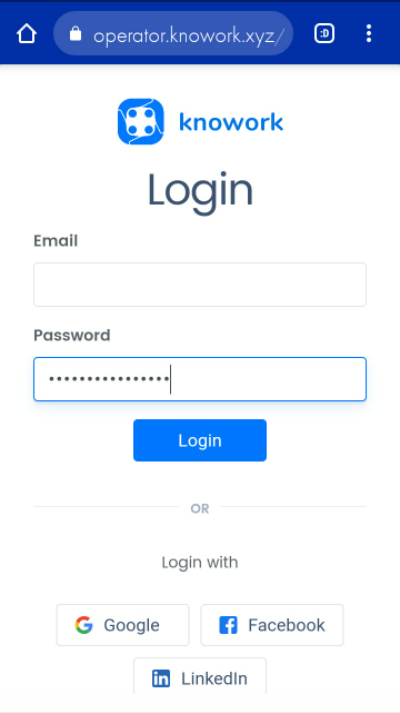 operator.knowork.xyz/
:D
knowork
Login
Email
Password
••••••••••••••••
Login
OR
Login with
Google
Facebook
LinkedIn